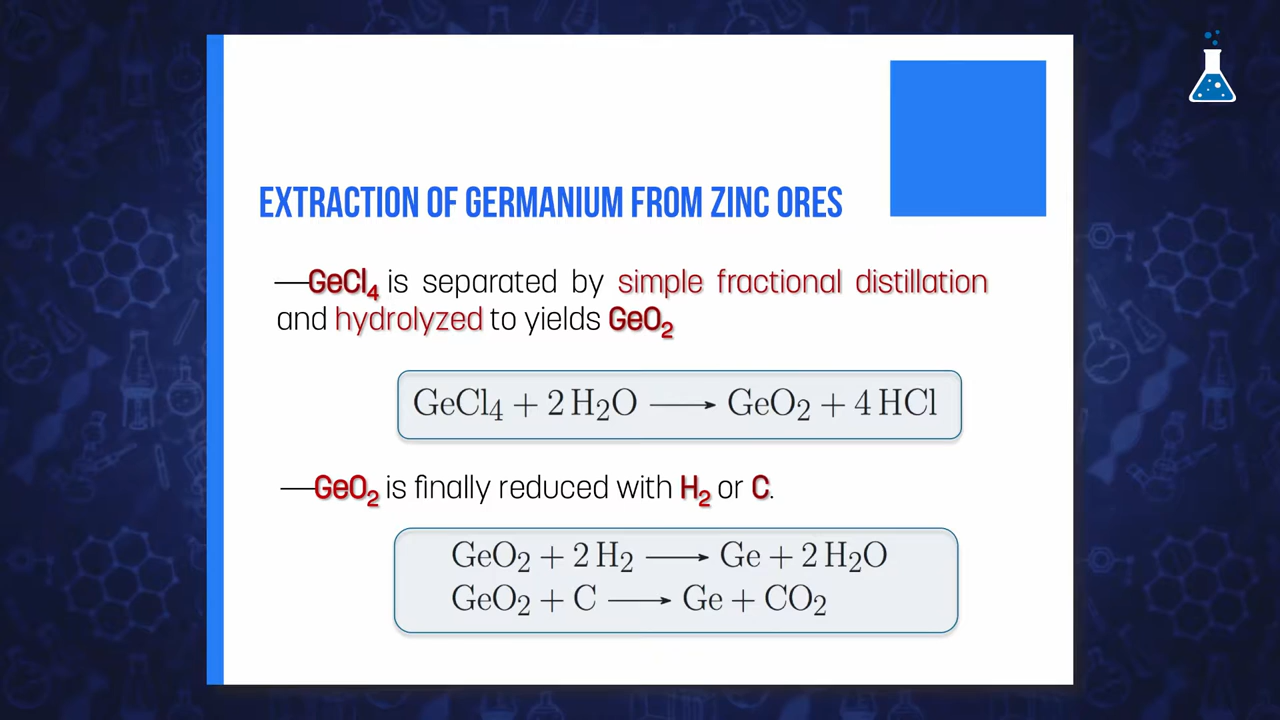 EXTRACTION OF GERMANIUM FROM ZINC ORES
—GeCl₄ is separated by simple fractional distillation
and hydrolyzed to yields GeO₂
GeCl₄ + 2 H₂O ⟶ GeO₂ + 4 HCl
—GeO₂ is finally reduced with H₂ or C.
GeO₂ + 2 H₂ ⟶ Ge + 2 H₂O
GeO₂ + C ⟶ Ge + CO₂